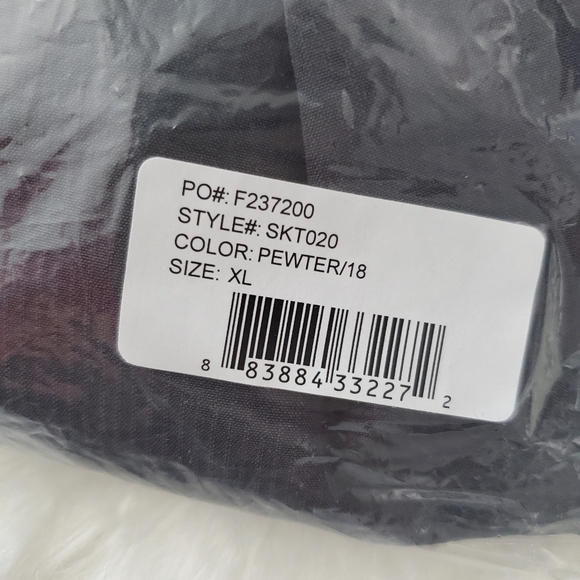 PO#: F237200
STYLE#: SKT020
COLOR: PEWTER/18
SIZE: XL
8 83884 33227 2